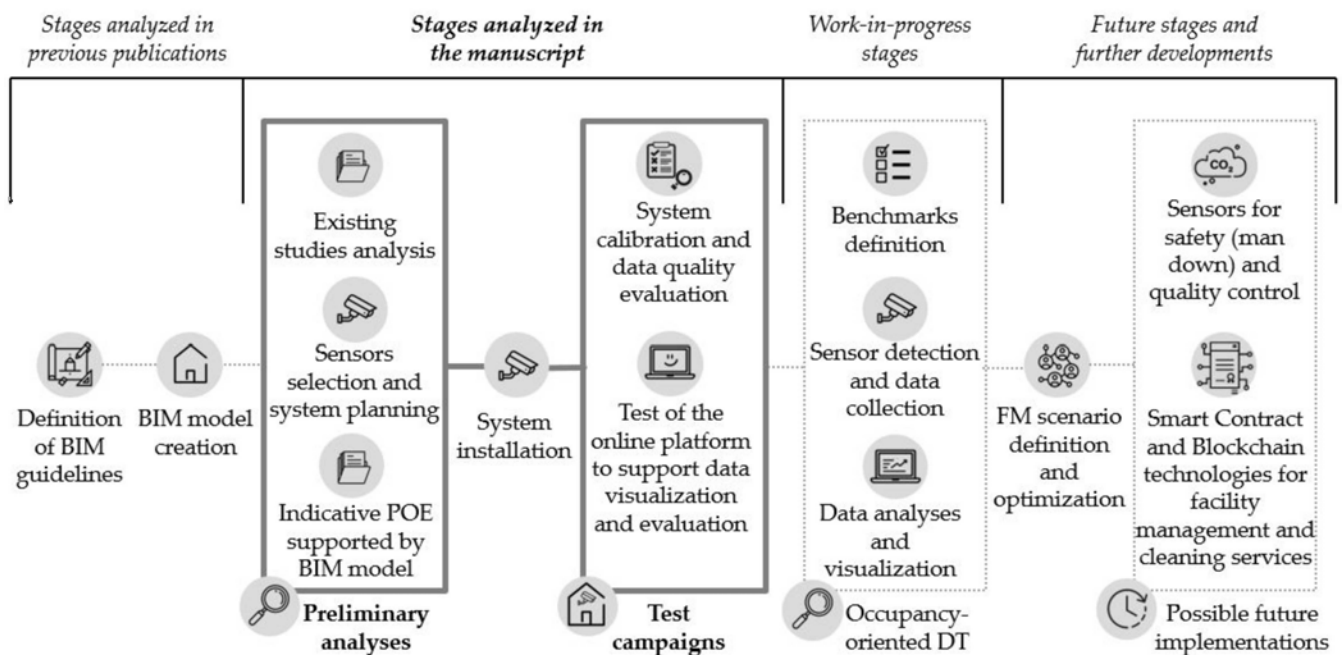 Stages analyzed in
previous publications
Stages analyzed in
the manuscript
Work-in-progress
stages
Future stages and
further developments
Definition
of BIM
guidelines
BIM model
creation
Existing
studies analysis
Sensors
selection and
system planning
Indicative POE
supported by
BIM model
Preliminary
analyses
System
installation
System
calibration and
data quality
evaluation
Test of the
online platform
to support data
visualization
and evaluation
Test
campaigns
Benchmarks
definition
Sensor detection
and data
collection
Data analyses
and
visualization
Occupancy-
oriented DT
FM scenario
definition
and
optimization
CO₂
Sensors for
safety (man
down) and
quality control
Smart Contract
and Blockchain
technologies for
facility
management and
cleaning services
Possible future
implementations